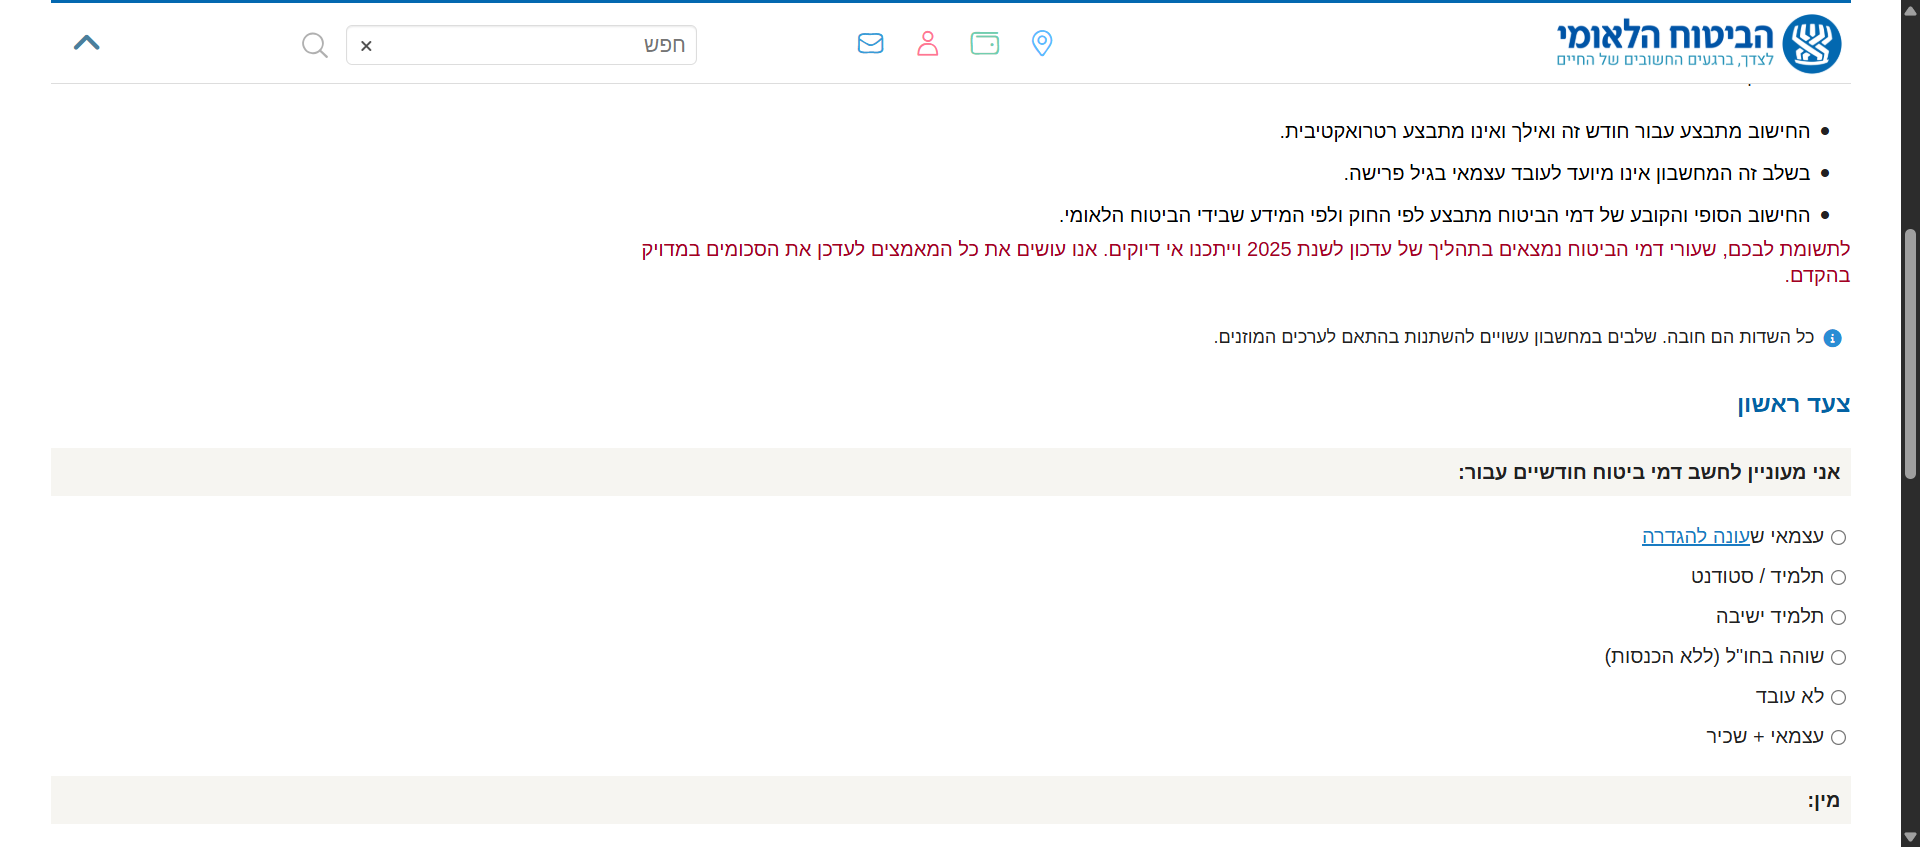 הביטוח הלאומי
לצדך, ברגעים החשובים של החיים
חפש
החישוב מתבצע עבור חודש זה ואילך ואינו מתבצע רטרואקטיבית.
בשלב זה המחשבון אינו מיועד לעובד עצמאי בגיל פרישה.
החישוב הסופי והקובע של דמי הביטוח מתבצע לפי החוק ולפי המידע שבידי הביטוח הלאומי.
לתשומת לבכם, שעורי דמי הביטוח נמצאים בתהליך של עדכון לשנת 2025 וייתכנו אי דיוקים. אנו עושים את כל המאמצים לעדכן את הסכומים במדויק
בהקדם.
כל השדות הם חובה. שלבים במחשבון עשויים להשתנות בהתאם לערכים המוזנים.
צעד ראשון
אני מעוניין לחשב דמי ביטוח חודשיים עבור:
עצמאי שעונה להגדרה
תלמיד / סטודנט
תלמיד ישיבה
שוהה בחו"ל (ללא הכנסות)
לא עובד
עצמאי + שכיר
מין: